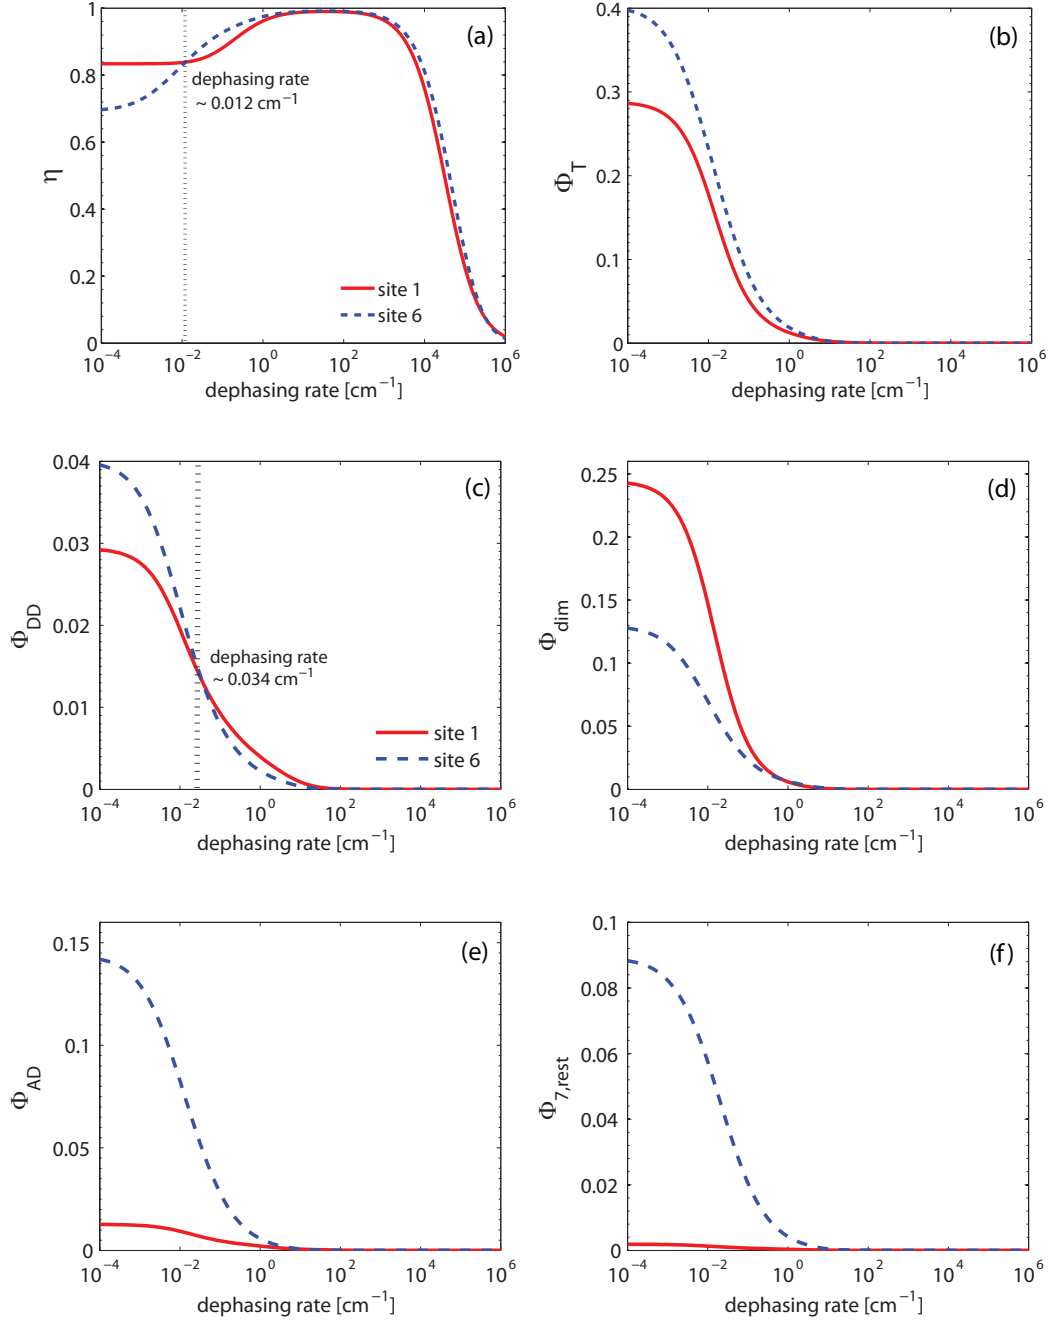 (a)
1
0.8
0.6
0.4
0.2
0
η
dephasing rate
~ 0.012 cm⁻¹
site 1
site 6
10⁻⁴ 10⁻² 10⁰ 10² 10⁴ 10⁶
dephasing rate [cm⁻¹]
(b)
0.4
0.3
0.2
0.1
0
Φ_T
10⁻⁴ 10⁻² 10⁰ 10² 10⁴ 10⁶
dephasing rate [cm⁻¹]
(c)
0.04
0.03
0.02
0.01
0
Φ_DD
dephasing rate
~ 0.034 cm⁻¹
site 1
site 6
10⁻⁴ 10⁻² 10⁰ 10² 10⁴ 10⁶
dephasing rate [cm⁻¹]
(d)
0.25
0.2
0.15
0.1
0.05
0
Φ_dim
10⁻⁴ 10⁻² 10⁰ 10² 10⁴ 10⁶
dephasing rate [cm⁻¹]
(e)
0.15
0.1
0.05
0
Φ_AD
10⁻⁴ 10⁻² 10⁰ 10² 10⁴ 10⁶
dephasing rate [cm⁻¹]
(f)
0.1
0.08
0.06
0.04
0.02
0
Φ_7,rest
10⁻⁴ 10⁻² 10⁰ 10² 10⁴ 10⁶
dephasing rate [cm⁻¹]